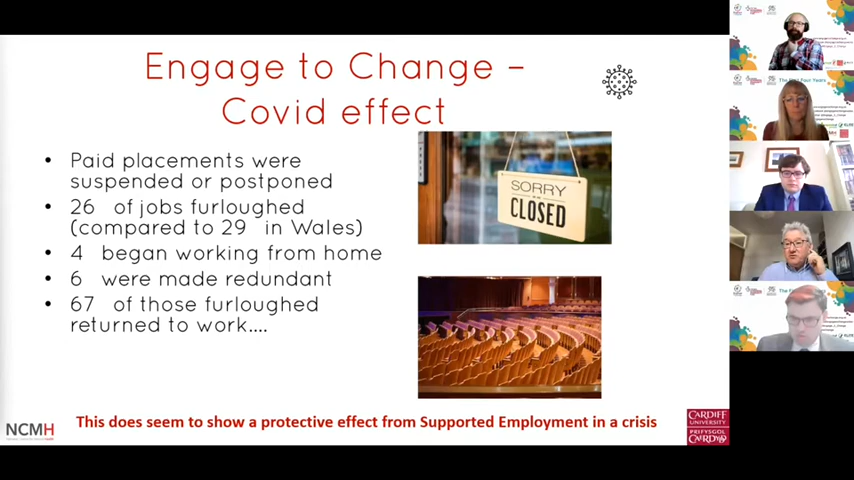 Engage to Change –
Covid effect
• Paid placements were
suspended or postponed
• 26 of jobs furloughed
(compared to 29 in Wales)
• 4 began working from home
• 6 were made redundant
• 67 of those furloughed
returned to work....
SORRY
CLOSED
This does seem to show a protective effect from Supported Employment in a crisis
NCMH
CARDIFF
UNIVERSITY
PRIFYSGOL
CAERDYDD